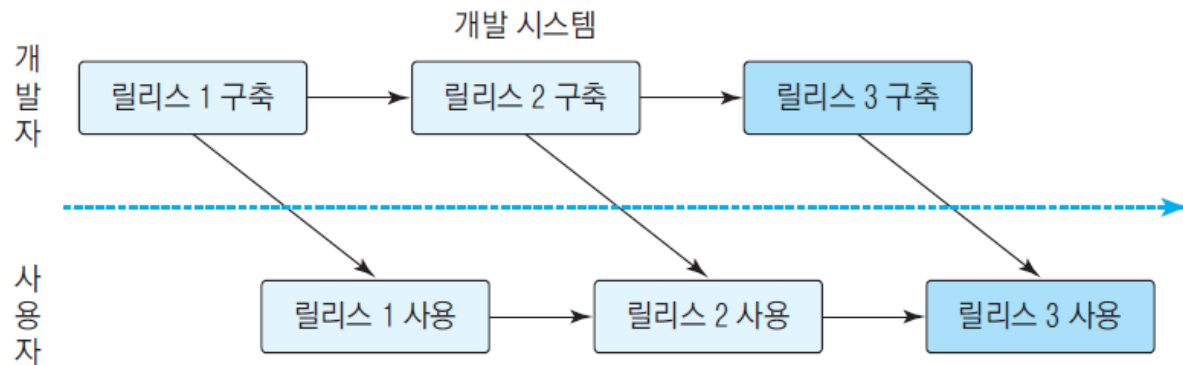 개발 시스템
개발자
릴리스 1 구축
릴리스 2 구축
릴리스 3 구축
사용자
릴리스 1 사용
릴리스 2 사용
릴리스 3 사용